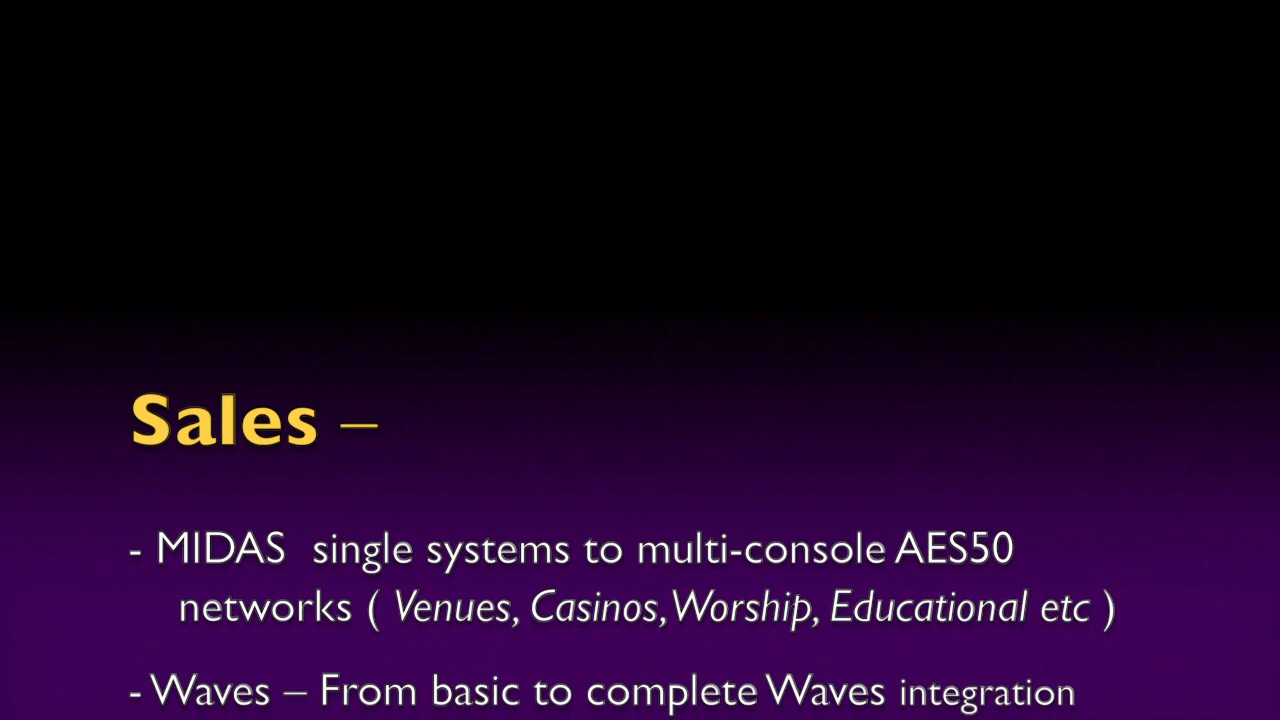 Sales –
- MIDAS  single systems to multi-console AES50
networks ( Venues, Casinos, Worship, Educational etc )
- Waves – From basic to complete Waves integration